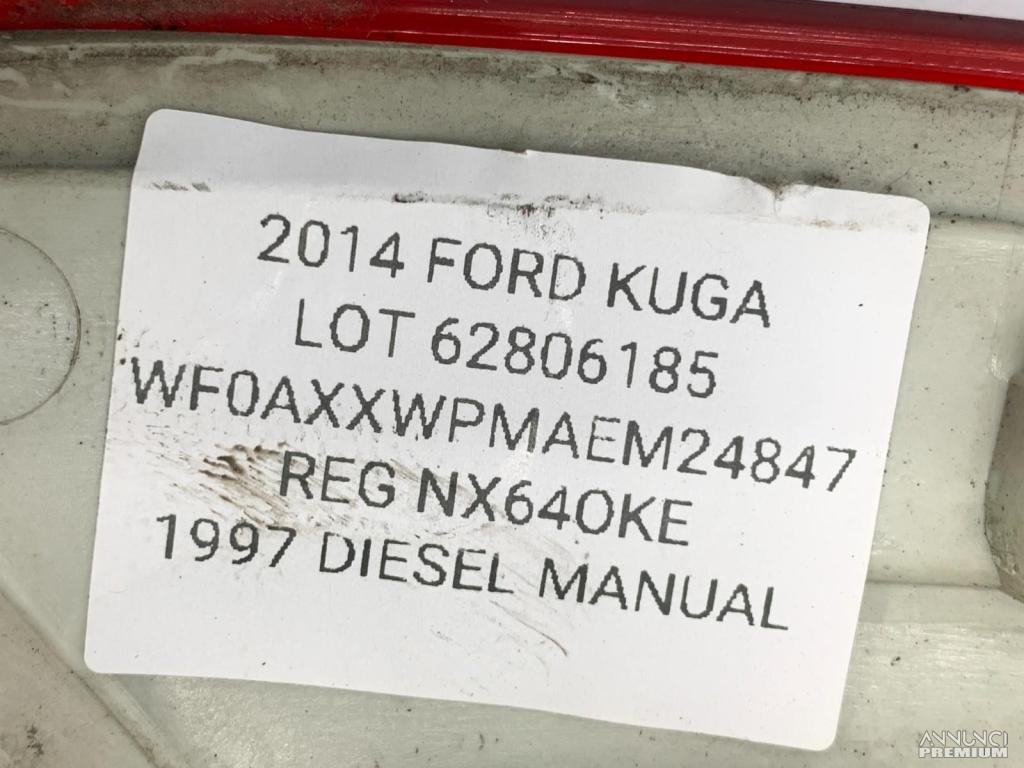 2014 FORD KUGA
LOT 62806185
WF0AXXWPMAEM24847
REG NX64OKE
1997 DIESEL MANUAL
ANNUNCI
PREMIUM